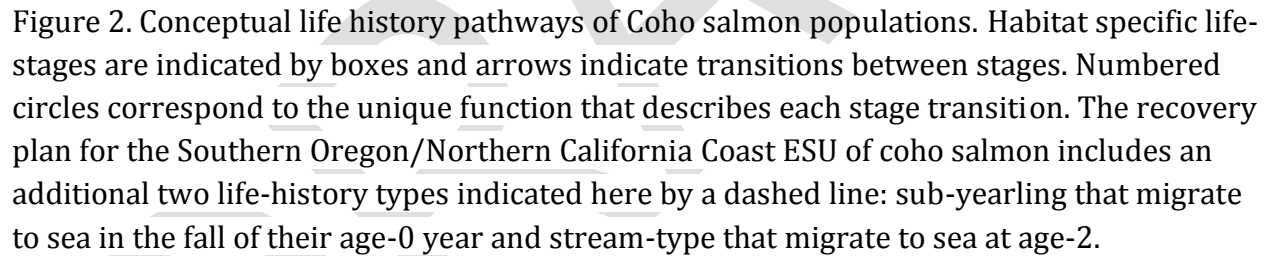 Figure 2. Conceptual life history pathways of Coho salmon populations. Habitat specific life-
stages are indicated by boxes and arrows indicate transitions between stages. Numbered
circles correspond to the unique function that describes each stage transition. The recovery
plan for the Southern Oregon/Northern California Coast ESU of coho salmon includes an
additional two life-history types indicated here by a dashed line: sub-yearling that migrate
to sea in the fall of their age-0 year and stream-type that migrate to sea at age-2.